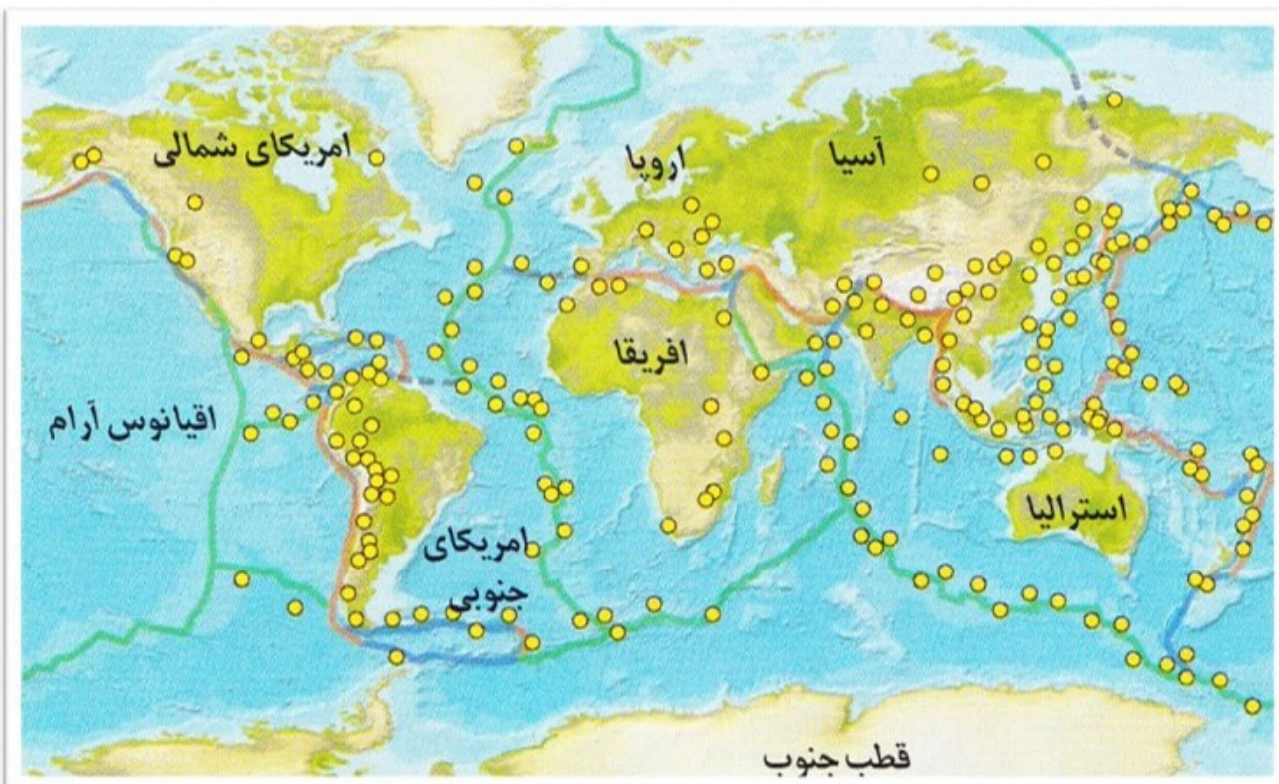 امریکای شمالی
اروپا
آسیا
افریقا
اقیانوس آرام
استرالیا
امریکای
جنوبی
قطب جنوب